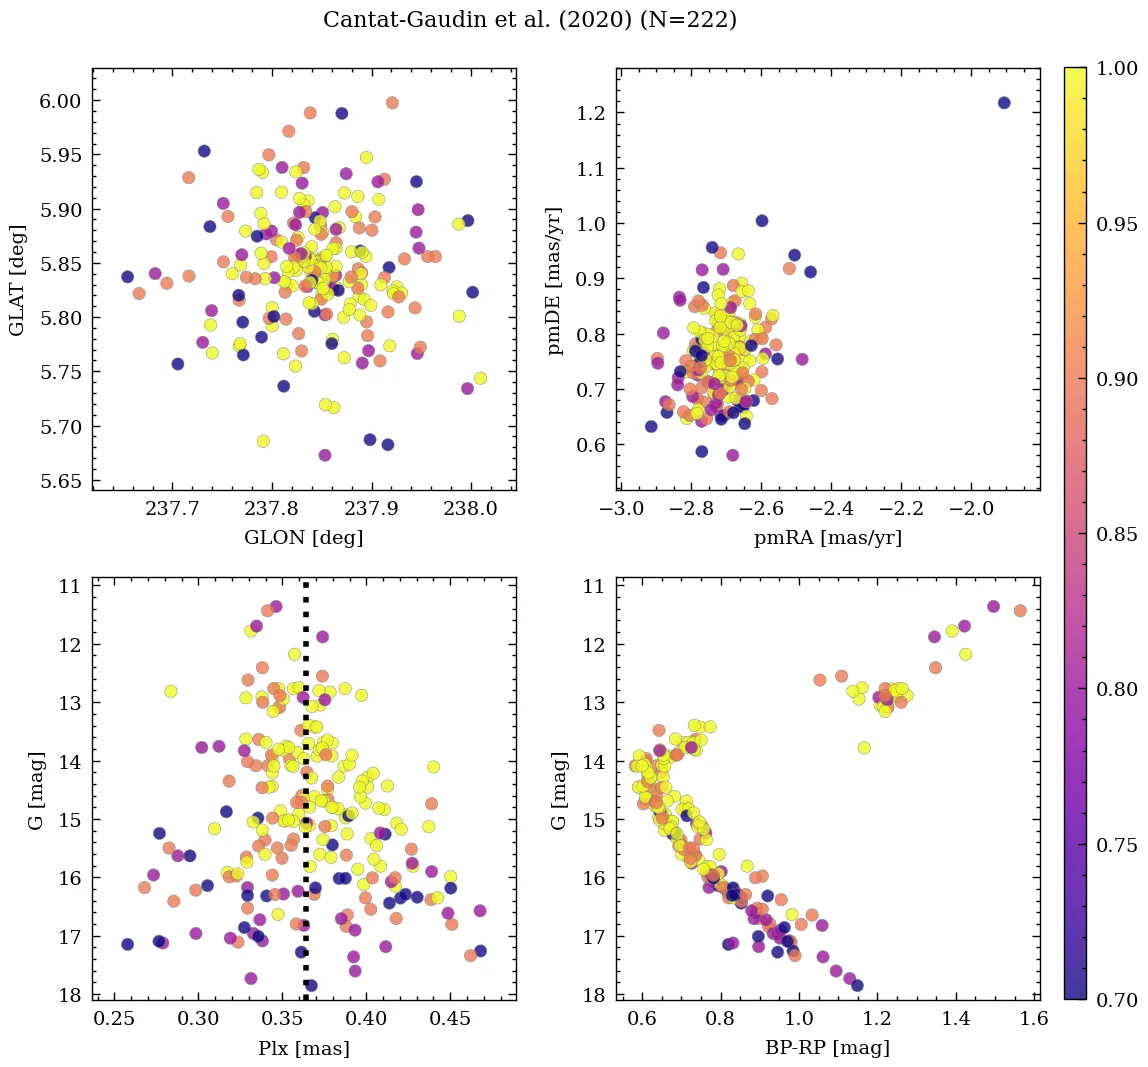 Cantat-Gaudin et al. (2020) (N=222)
6.00
5.95
5.90
5.85
5.80
5.75
5.70
5.65
GLAT [deg]
237.7 237.8 237.9 238.0
GLON [deg]
1.2
1.1
1.0
0.9
0.8
0.7
0.6
pmDE [mas/yr]
−3.0 −2.8 −2.6 −2.4 −2.2 −2.0
pmRA [mas/yr]
1.00
0.95
0.90
0.85
0.80
0.75
0.70
11
12
13
14
15
16
17
18
G [mag]
0.25 0.30 0.35 0.40 0.45
Plx [mas]
11
12
13
14
15
16
17
18
G [mag]
0.6 0.8 1.0 1.2 1.4 1.6
BP-RP [mag]